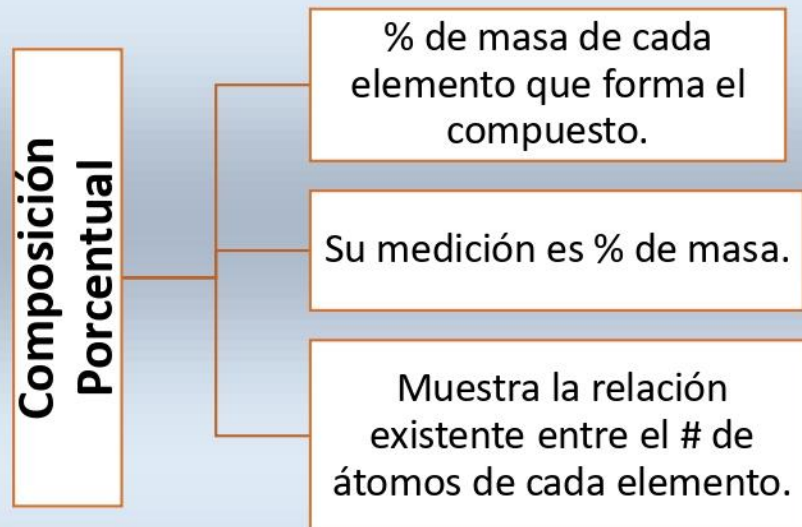 Composición
Porcentual
% de masa de cada
elemento que forma el
compuesto.
Su medición es % de masa.
Muestra la relación
existente entre el # de
átomos de cada elemento.